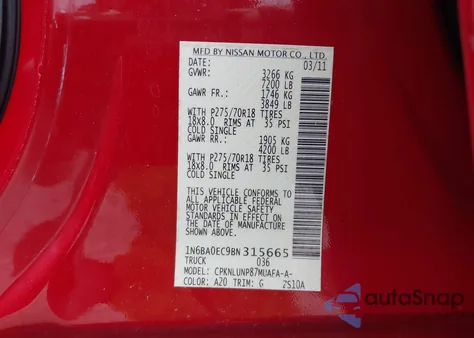 MFD BY NISSAN MOTOR CO., LTD.
DATE: 03/11
GVWR: 3266 KG
7200 LB
GAWR FR.: 1746 KG
3849 LB
WITH P275/70R18 TIRES
18X8.0 RIMS AT 35 PSI
COLD SINGLE
GAWR RR.: 1905 KG
4200 LB
WITH P275/70R18 TIRES
18X8.0 RIMS AT 35 PSI
COLD SINGLE
THIS VEHICLE CONFORMS TO
ALL APPLICABLE FEDERAL
MOTOR VEHICLE SAFETY
STANDARDS IN EFFECT ON
THE DATE OF MANUFACTURE
SHOWN ABOVE.
1N6BA0EC9BN315665
TRUCK 036
MODEL: CPKNLUNP87MUAFA-A-
COLOR: A20 TRIM: G 2S10A
autoSnap